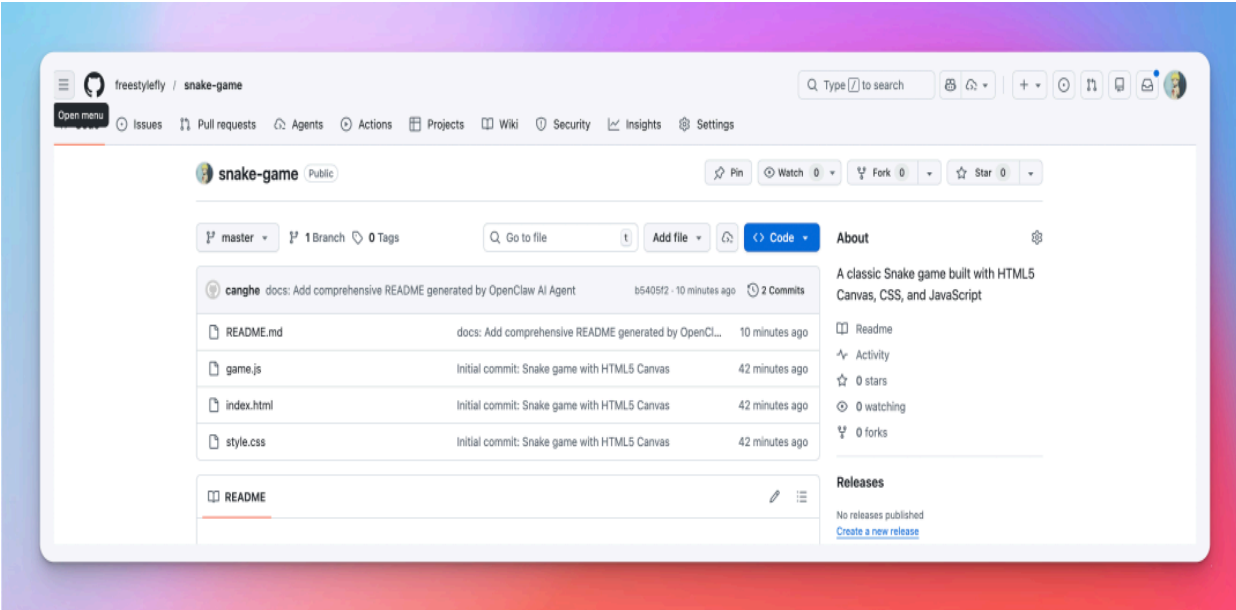 freestylefly / snake-game
Type / to search
Open menu
Issues Pull requests Agents Actions Projects Wiki Security Insights Settings
snake-game Public
Pin Watch 0 Fork 0 Star 0
master 1 Branch 0 Tags Go to file t Add file Code
canghe docs: Add comprehensive README generated by OpenClaw AI Agent b5405f2 · 10 minutes ago 2 Commits
README.md docs: Add comprehensive README generated by OpenCl... 10 minutes ago
game.js Initial commit: Snake game with HTML5 Canvas 42 minutes ago
index.html Initial commit: Snake game with HTML5 Canvas 42 minutes ago
style.css Initial commit: Snake game with HTML5 Canvas 42 minutes ago
README
About
A classic Snake game built with HTML5
Canvas, CSS, and JavaScript
Readme
Activity
0 stars
0 watching
0 forks
Releases
No releases published
Create a new release